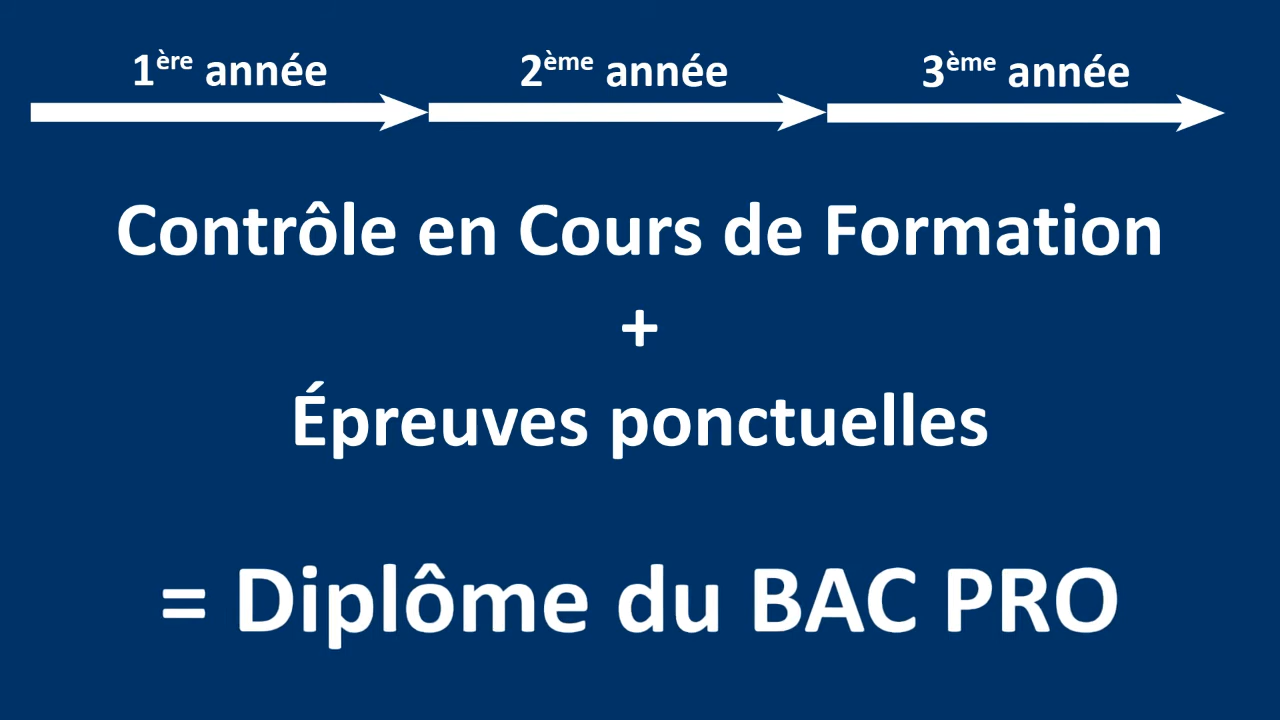 1ère année 2ème année 3ème année
Contrôle en Cours de Formation
+
Épreuves ponctuelles
= Diplôme du BAC PRO